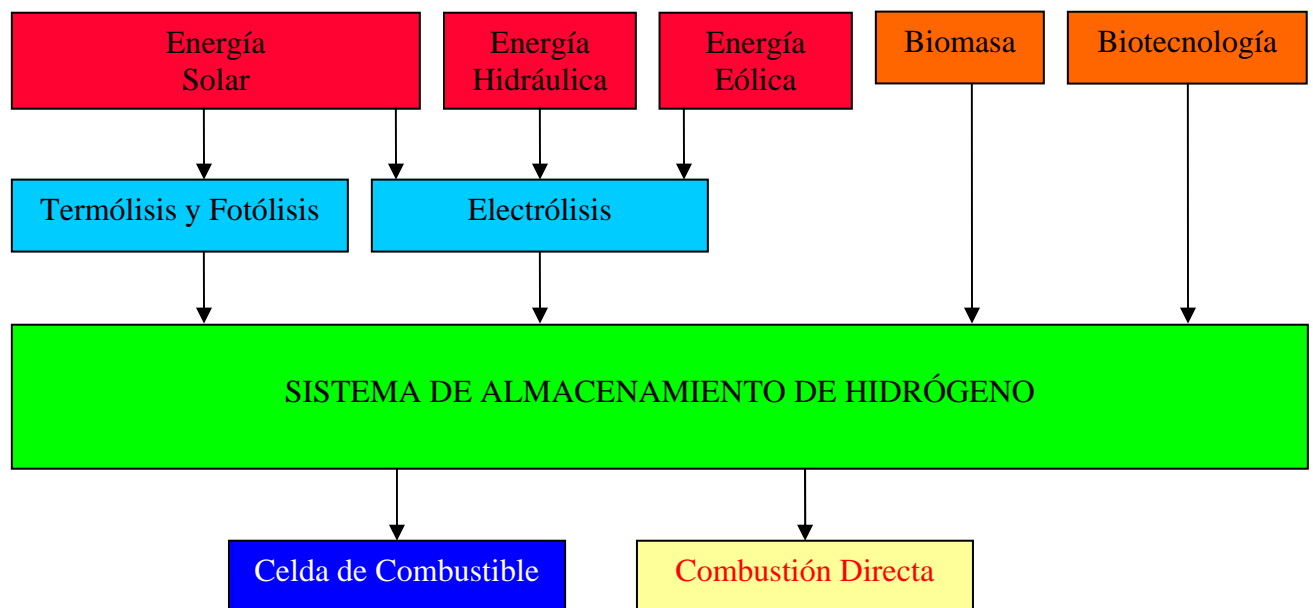 Energía
Solar
Energía
Hidráulica
Energía
Eólica
Biomasa
Biotecnología
Termólisis y Fotólisis
Electrólisis
SISTEMA DE ALMACENAMIENTO DE HIDRÓGENO
Celda de Combustible
Combustión Directa